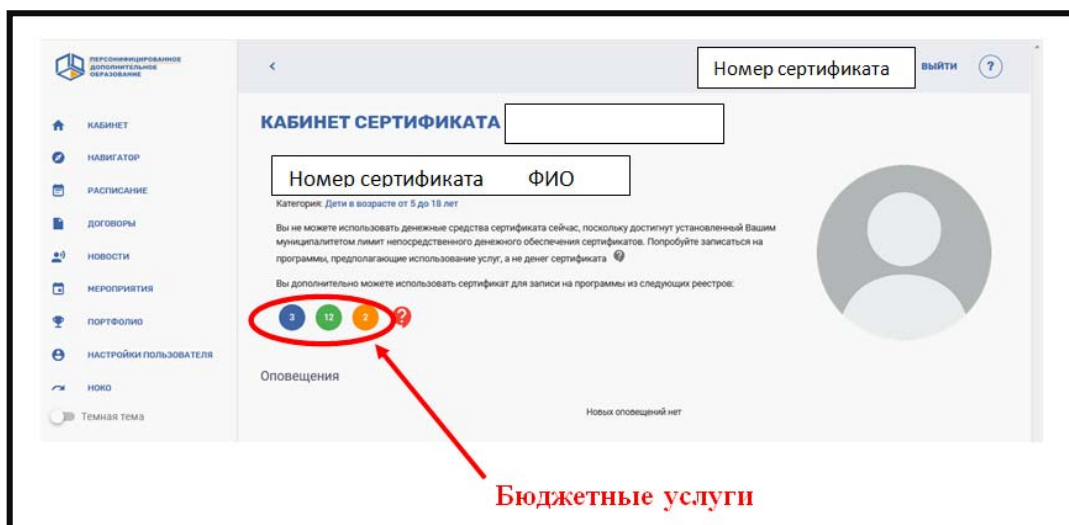 ПЕРСОНИФИЦИРОВАННОЕ
ДОПОЛНИТЕЛЬНОЕ
ОБРАЗОВАНИЕ
<
Номер сертификата
ВЫЙТИ
?
КАБИНЕТ
НАВИГАТОР
РАСПИСАНИЕ
ДОГОВОРЫ
НОВОСТИ
МЕРОПРИЯТИЯ
ПОРТФОЛИО
НАСТРОЙКИ ПОЛЬЗОВАТЕЛЯ
НОКО
Темная тема
КАБИНЕТ СЕРТИФИКАТА
Номер сертификата ФИО
Категория: Дети в возрасте от 5 до 18 лет
Вы не можете использовать денежные средства сертификата сейчас, поскольку достигнут установленный Вашим
муниципалитетом лимит непосредственного денежного обеспечения сертификатов. Попробуйте записаться на
программы, предполагающие использование услуг, а не денег сертификата ?
Вы дополнительно можете использовать сертификат для записи на программы из следующих реестров:
3 12 2 ?
Оповещения
Новых оповещений нет
Бюджетные услуги